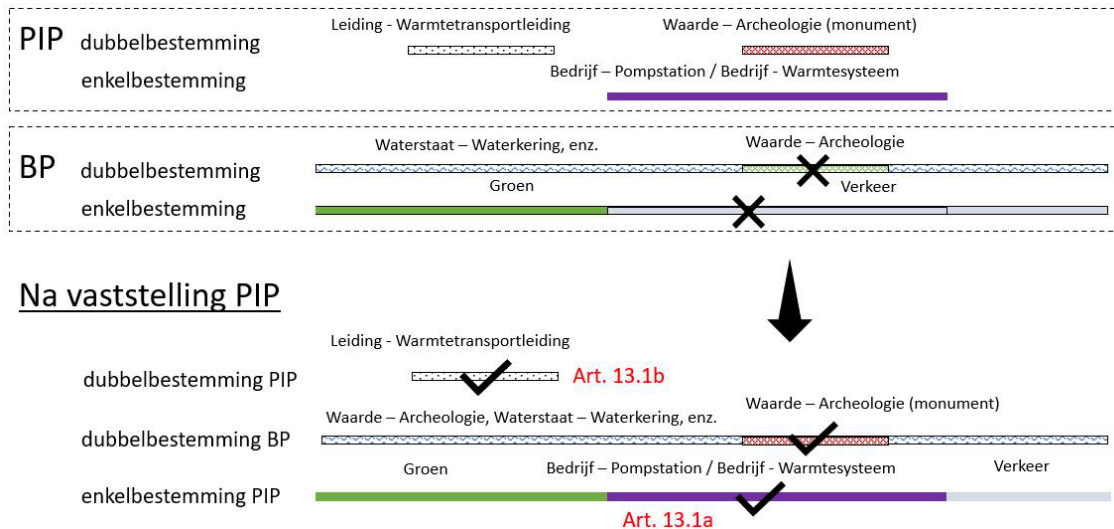 Leiding - Warmtetransportleiding Waarde – Archeologie (monument)
PIP dubbelbestemming
enkelbestemming Bedrijf – Pompstation / Bedrijf - Warmtesysteem
Waterstaat – Waterkering, enz. Waarde – Archeologie
BP dubbelbestemming
Groen Verkeer
enkelbestemming
Na vaststelling PIP
Leiding - Warmtetransportleiding
dubbelbestemming PIP Art. 13.1b
Waarde – Archeologie, Waterstaat – Waterkering, enz. Waarde – Archeologie (monument)
dubbelbestemming BP
Groen Bedrijf – Pompstation / Bedrijf - Warmtesysteem Verkeer
enkelbestemming PIP
Art. 13.1a